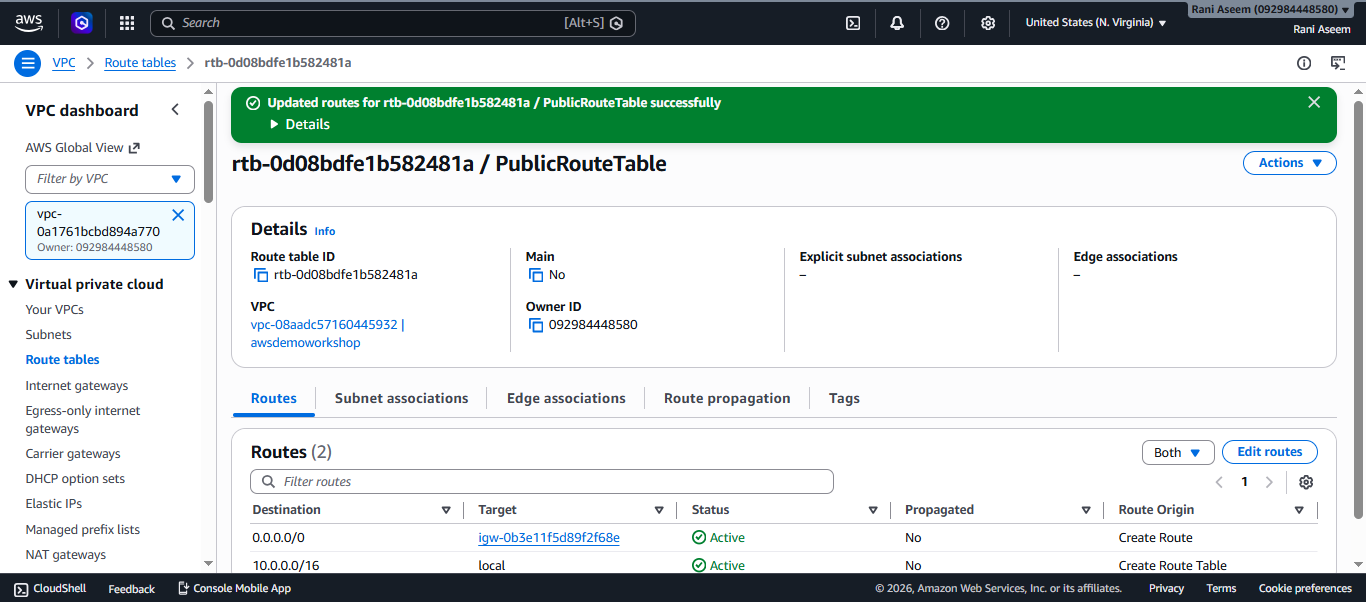 aws
Search [Alt+S]
United States (N. Virginia)
Rani Aseem (092984448580)
Rani Aseem
VPC
Route tables
rtb-0d08bdfe1b582481a
VPC dashboard
AWS Global View
Filter by VPC
vpc-
0a1761bcbd894a770
Owner: 092984448580
Virtual private cloud
Your VPCs
Subnets
Route tables
Internet gateways
Egress-only internet
gateways
Carrier gateways
DHCP option sets
Elastic IPs
Managed prefix lists
NAT gateways
Updated routes for rtb-0d08bdfe1b582481a / PublicRouteTable successfully
Details
rtb-0d08bdfe1b582481a / PublicRouteTable
Actions
Details Info
Route table ID
rtb-0d08bdfe1b582481a
VPC
vpc-08aadc57160445932 |
awsdemoworkshop
Main
No
Owner ID
092984448580
Explicit subnet associations
–
Edge associations
–
Routes
Subnet associations
Edge associations
Route propagation
Tags
Routes (2)
Both
Edit routes
Filter routes
1
Destination Target Status Propagated Route Origin
0.0.0.0/0 igw-0b3e11f5d89f2f68e Active No Create Route
10.0.0.0/16 local Active No Create Route Table
CloudShell Feedback Console Mobile App © 2026, Amazon Web Services, Inc. or its affiliates. Privacy Terms Cookie preferences